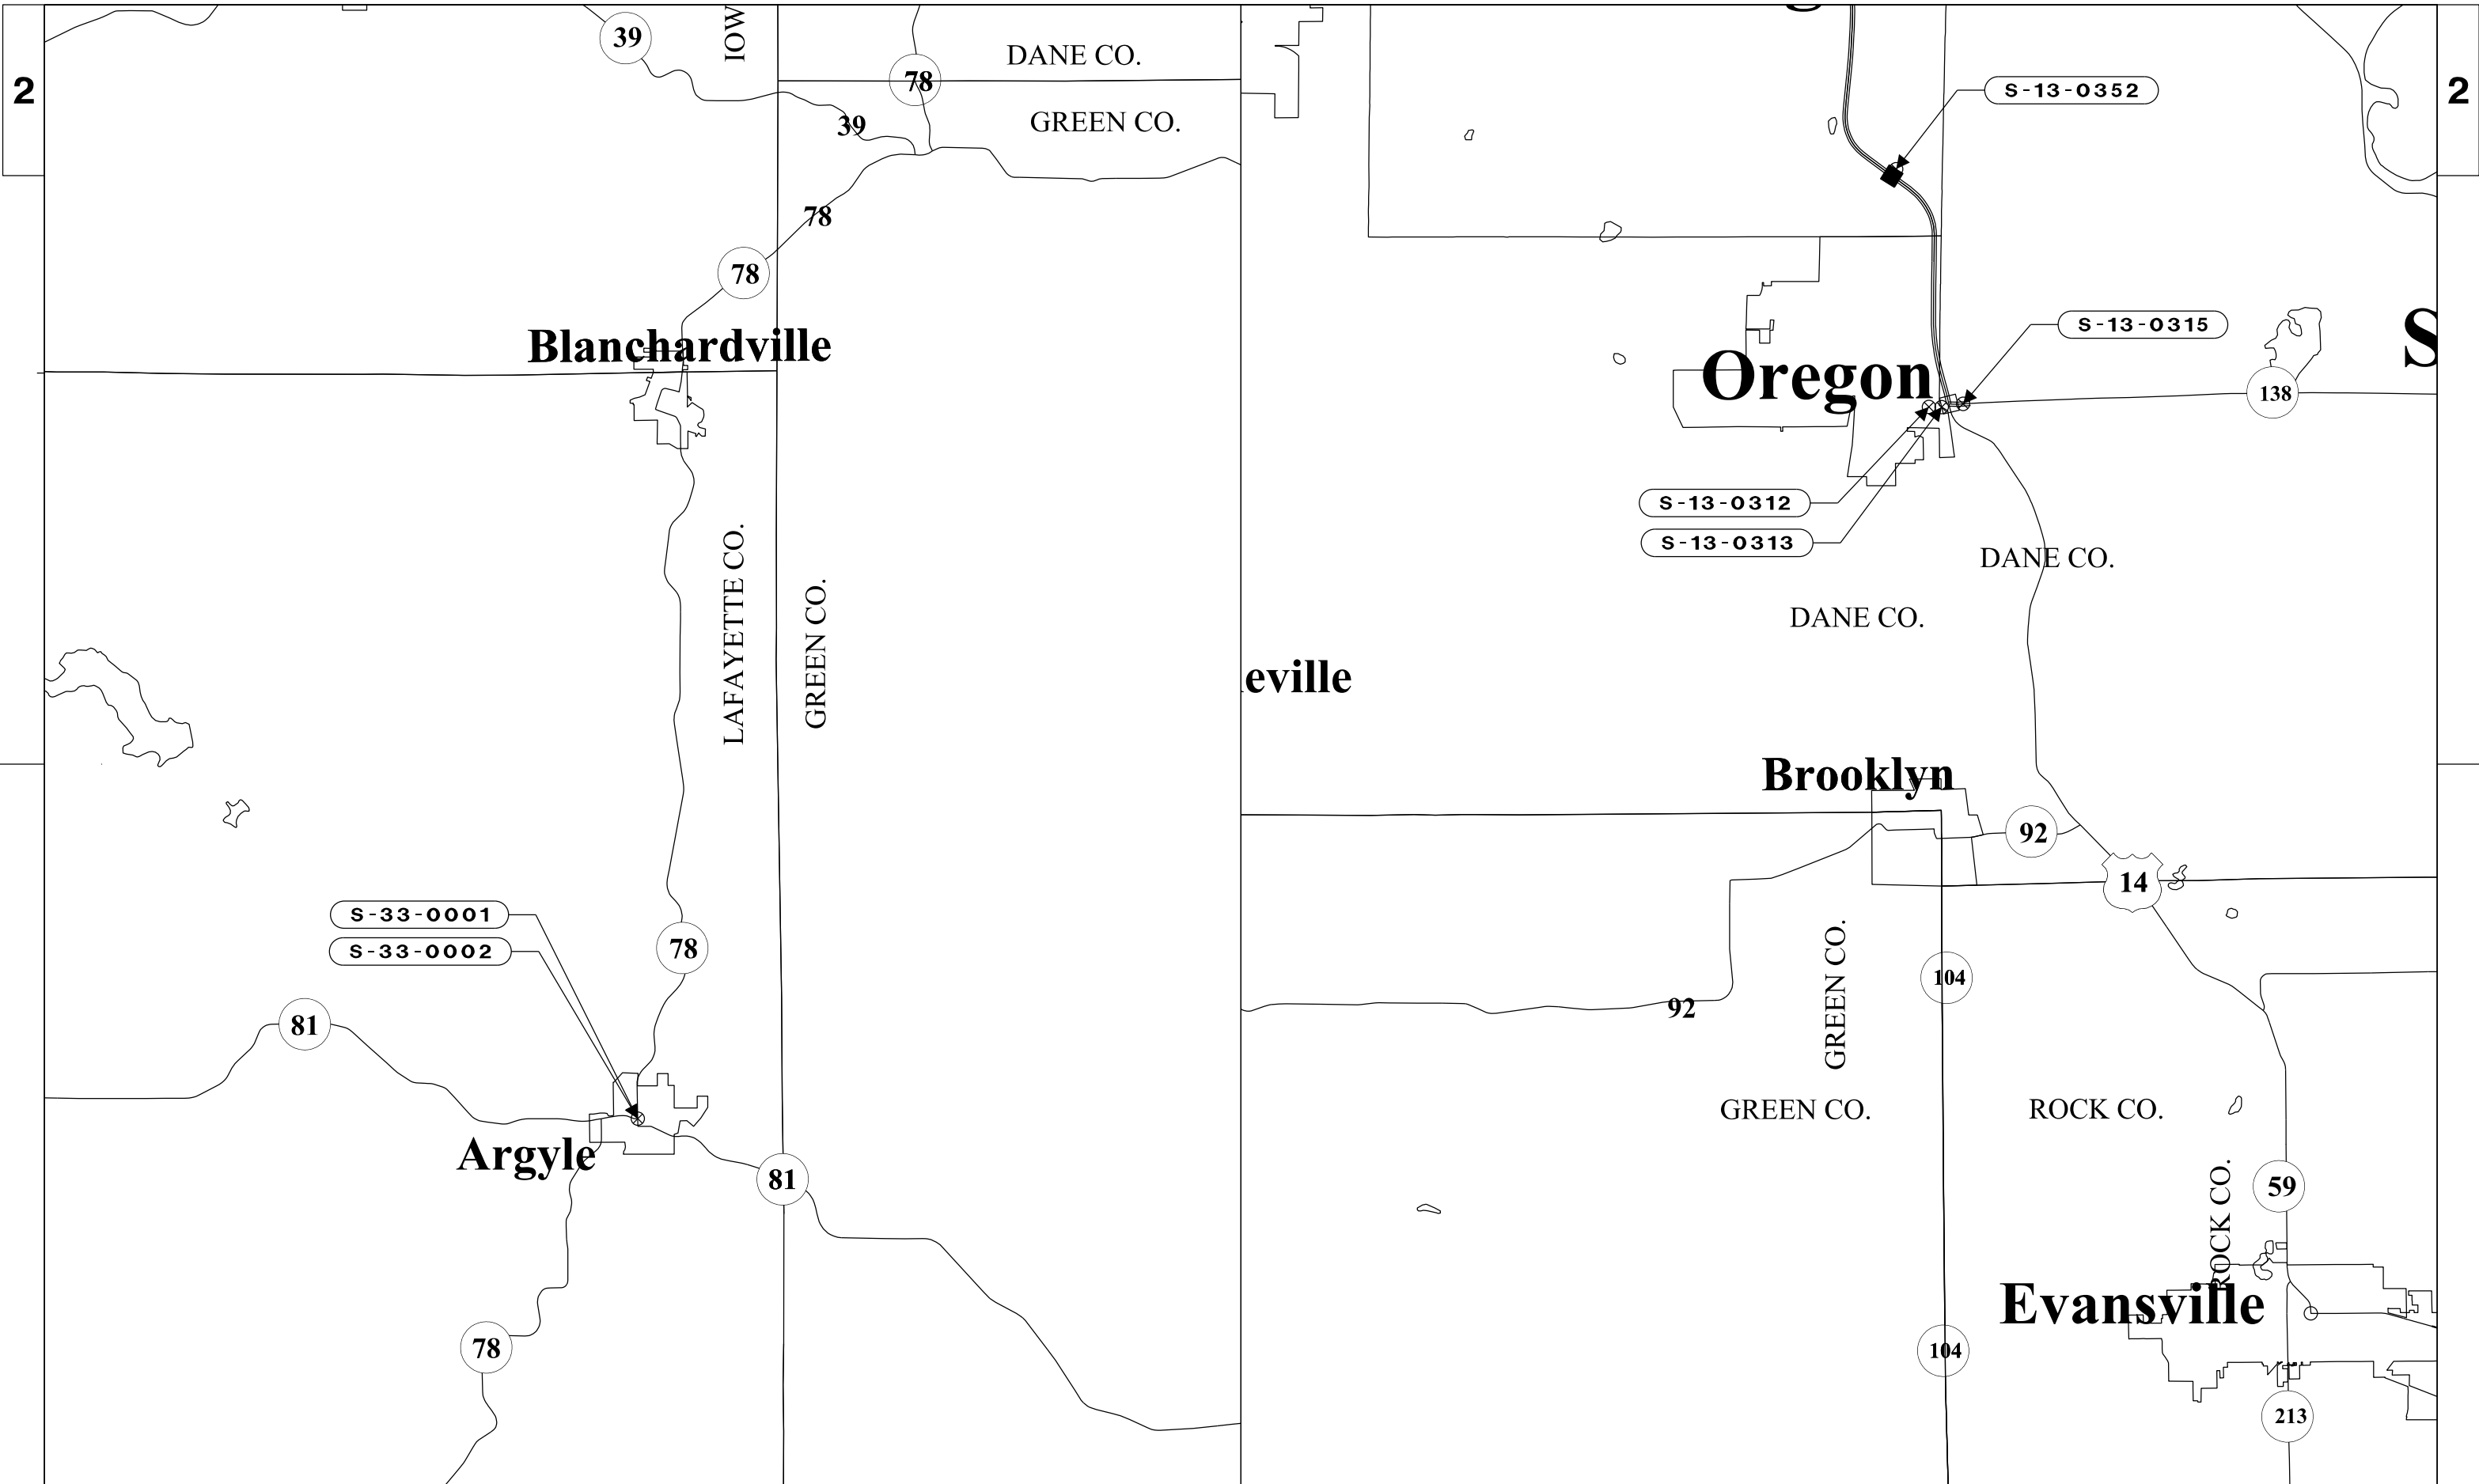 2
39
IOW
78
DANE CO.
GREEN CO.
39
78
78
Blanchardville
LAFAYETTE CO.
GREEN CO.
S-33-0001
S-33-0002
78
81
Argyle
81
78
2
S-13-0352
S-13-0315
S
Oregon
138
S-13-0312
S-13-0313
DANE CO.
DANE CO.
eville
Brooklyn
92
14
GREEN CO.
104
92
GREEN CO.
ROCK CO.
ROCK CO.
59
Evansville
104
213